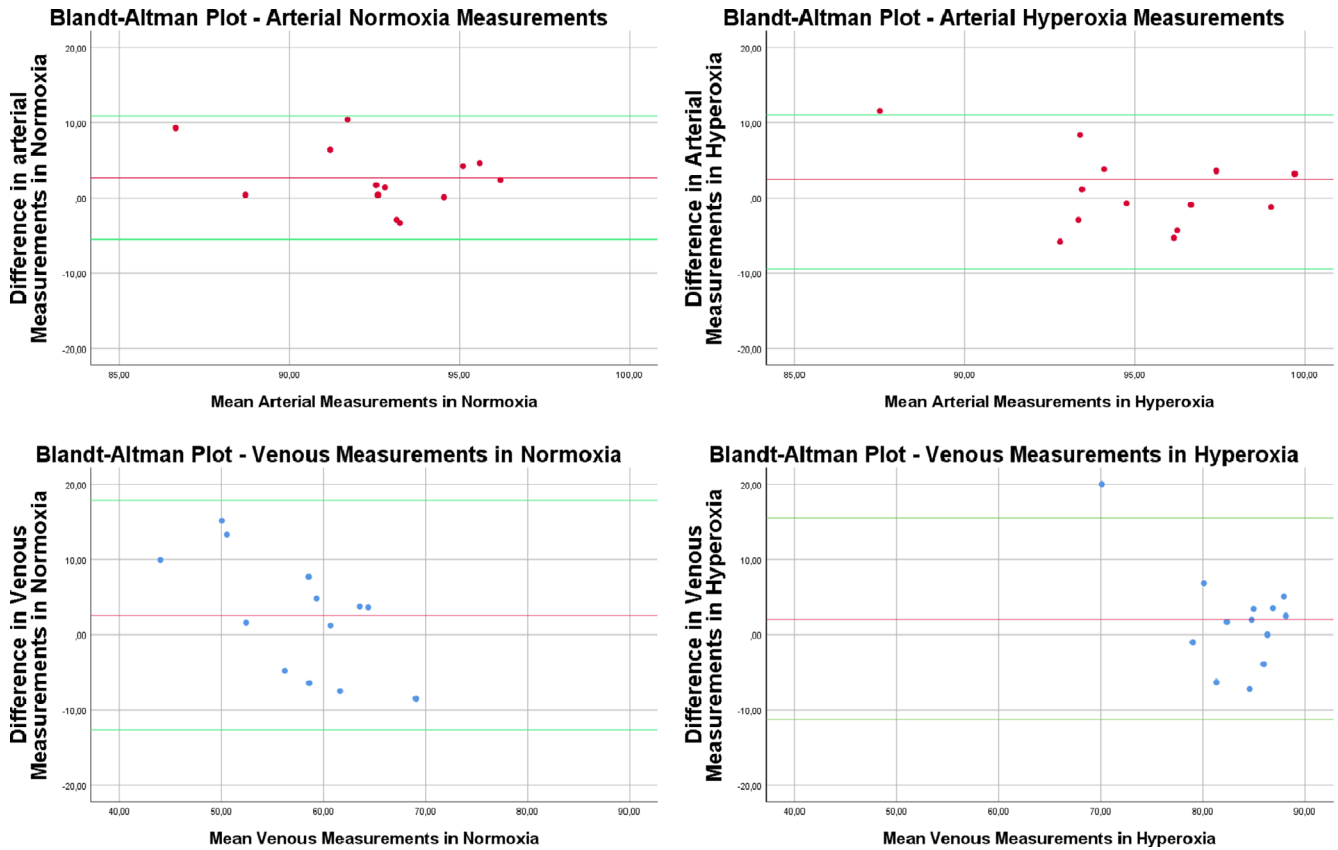 Blandt-Altman Plot - Arterial Normoxia Measurements
Difference in arterial
Measurements in Normoxia
20,00
10,00
,00
-10,00
-20,00
85,00
90,00
95,00
100,00
Mean Arterial Measurements in Normoxia
Blandt-Altman Plot - Arterial Hyperoxia Measurements
Difference in Arterial
Measurements in Hyperoxia
20,00
10,00
,00
-10,00
-20,00
85,00
90,00
95,00
100,00
Mean Arterial Measurements in Hyperoxia
Blandt-Altman Plot - Venous Measurements in Normoxia
Difference in Venous
Measurements in Normoxia
20,00
10,00
,00
-10,00
-20,00
40,00
50,00
60,00
70,00
80,00
90,00
Mean Venous Measurements in Normoxia
Blandt-Altman Plot - Venous Measurements in Hyperoxia
Difference in Venous
Measurements in Hyperoxia
20,00
10,00
,00
-10,00
-20,00
40,00
50,00
60,00
70,00
80,00
90,00
Mean Venous Measurements in Hyperoxia